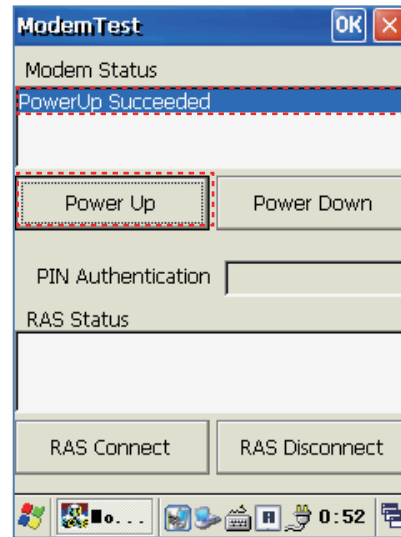 ModemTest OK
Modem Status
PowerUp Succeeded
Power Up Power Down
PIN Authentication
RAS Status
RAS Connect RAS Disconnect
Mo... 0:52